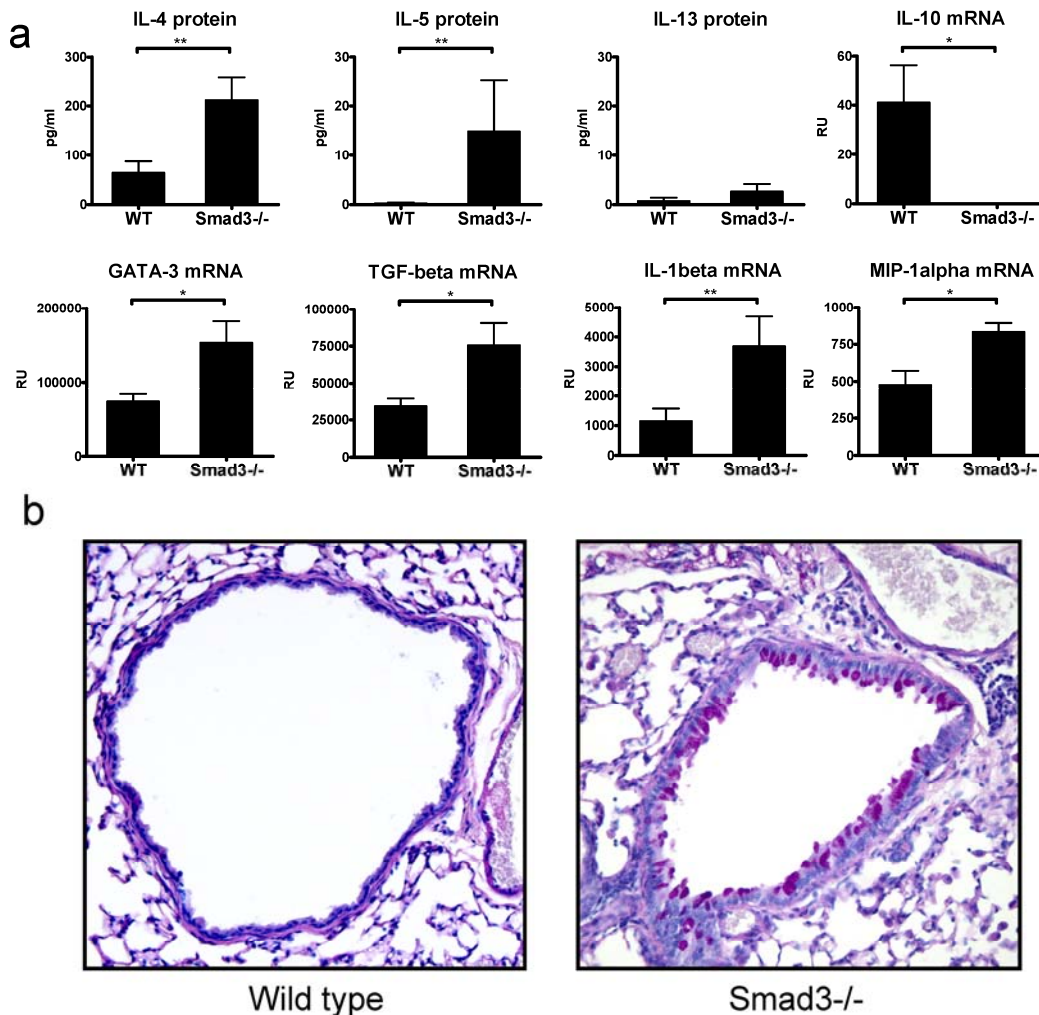 a
IL-4 protein
**
300
200
100
0
pg/ml
WT Smad3-/-
IL-5 protein
**
30
20
10
0
pg/ml
WT Smad3-/-
IL-13 protein
30
20
10
0
pg/ml
WT Smad3-/-
IL-10 mRNA
*
60
40
20
0
RU
WT Smad3-/-
GATA-3 mRNA
*
200000
100000
0
RU
WT Smad3-/-
TGF-beta mRNA
*
100000
75000
50000
25000
0
RU
WT Smad3-/-
IL-1beta mRNA
**
5000
4000
3000
2000
1000
0
RU
WT Smad3-/-
MIP-1alpha mRNA
*
1000
750
500
250
0
RU
WT Smad3-/-
b
Wild type
Smad3-/-